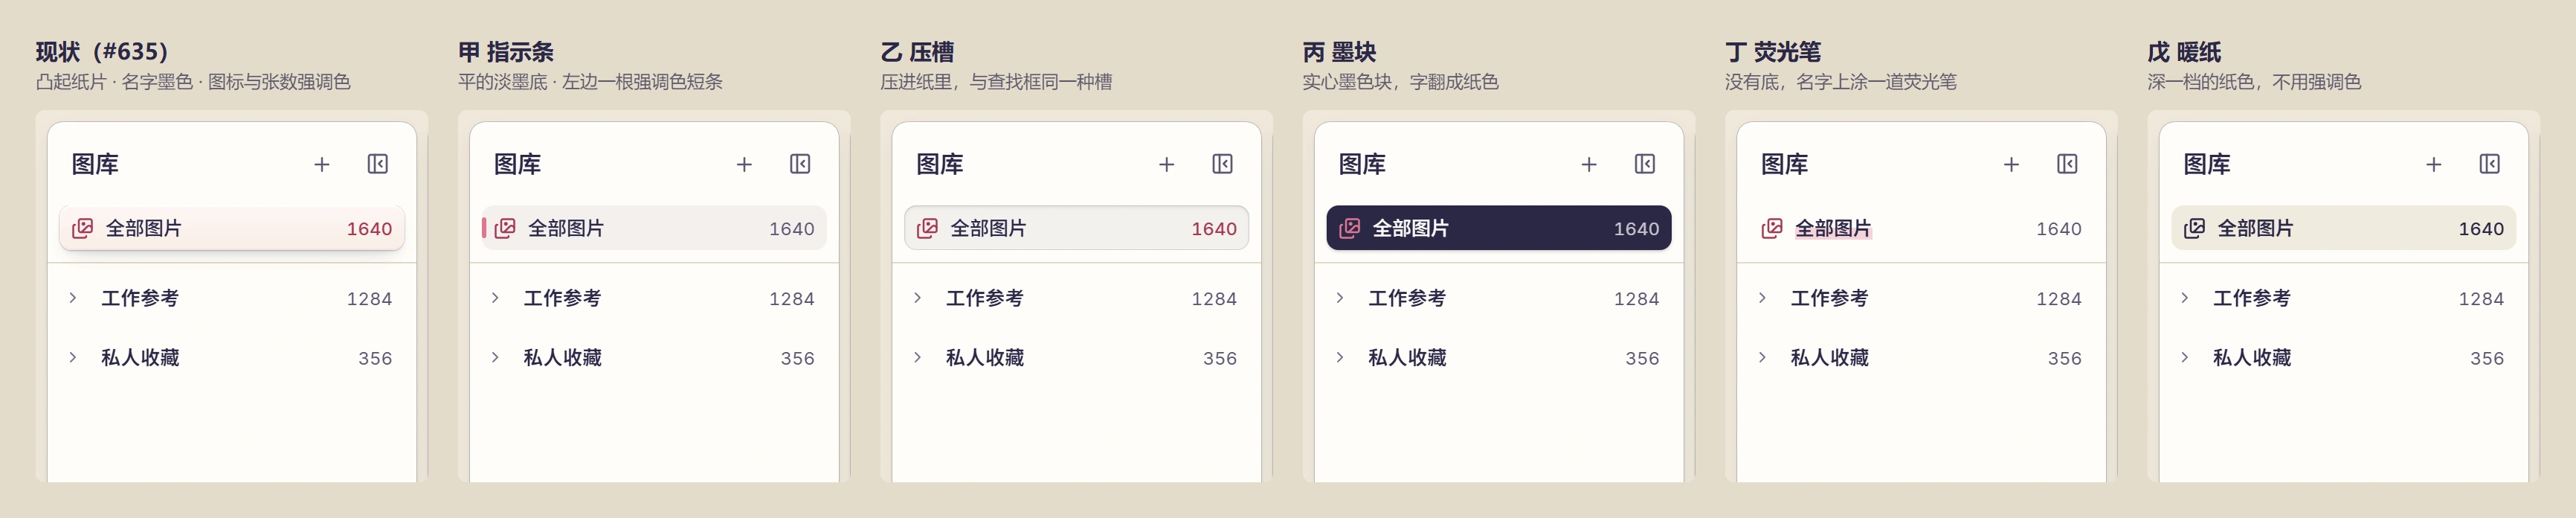 现状（#635）
凸起纸片 · 名字墨色 · 图标与张数强调色
图库
全部图片 1640
工作参考 1284
私人收藏 356
甲 指示条
平的淡墨底 · 左边一根强调色短条
图库
全部图片 1640
工作参考 1284
私人收藏 356
乙 压槽
压进纸里，与查找框同一种槽
图库
全部图片 1640
工作参考 1284
私人收藏 356
丙 墨块
实心墨色块，字翻成纸色
图库
全部图片 1640
工作参考 1284
私人收藏 356
丁 荧光笔
没有底，名字上涂一道荧光笔
图库
全部图片 1640
工作参考 1284
私人收藏 356
戊 暖纸
深一档的纸色，不用强调色
图库
全部图片 1640
工作参考 1284
私人收藏 356